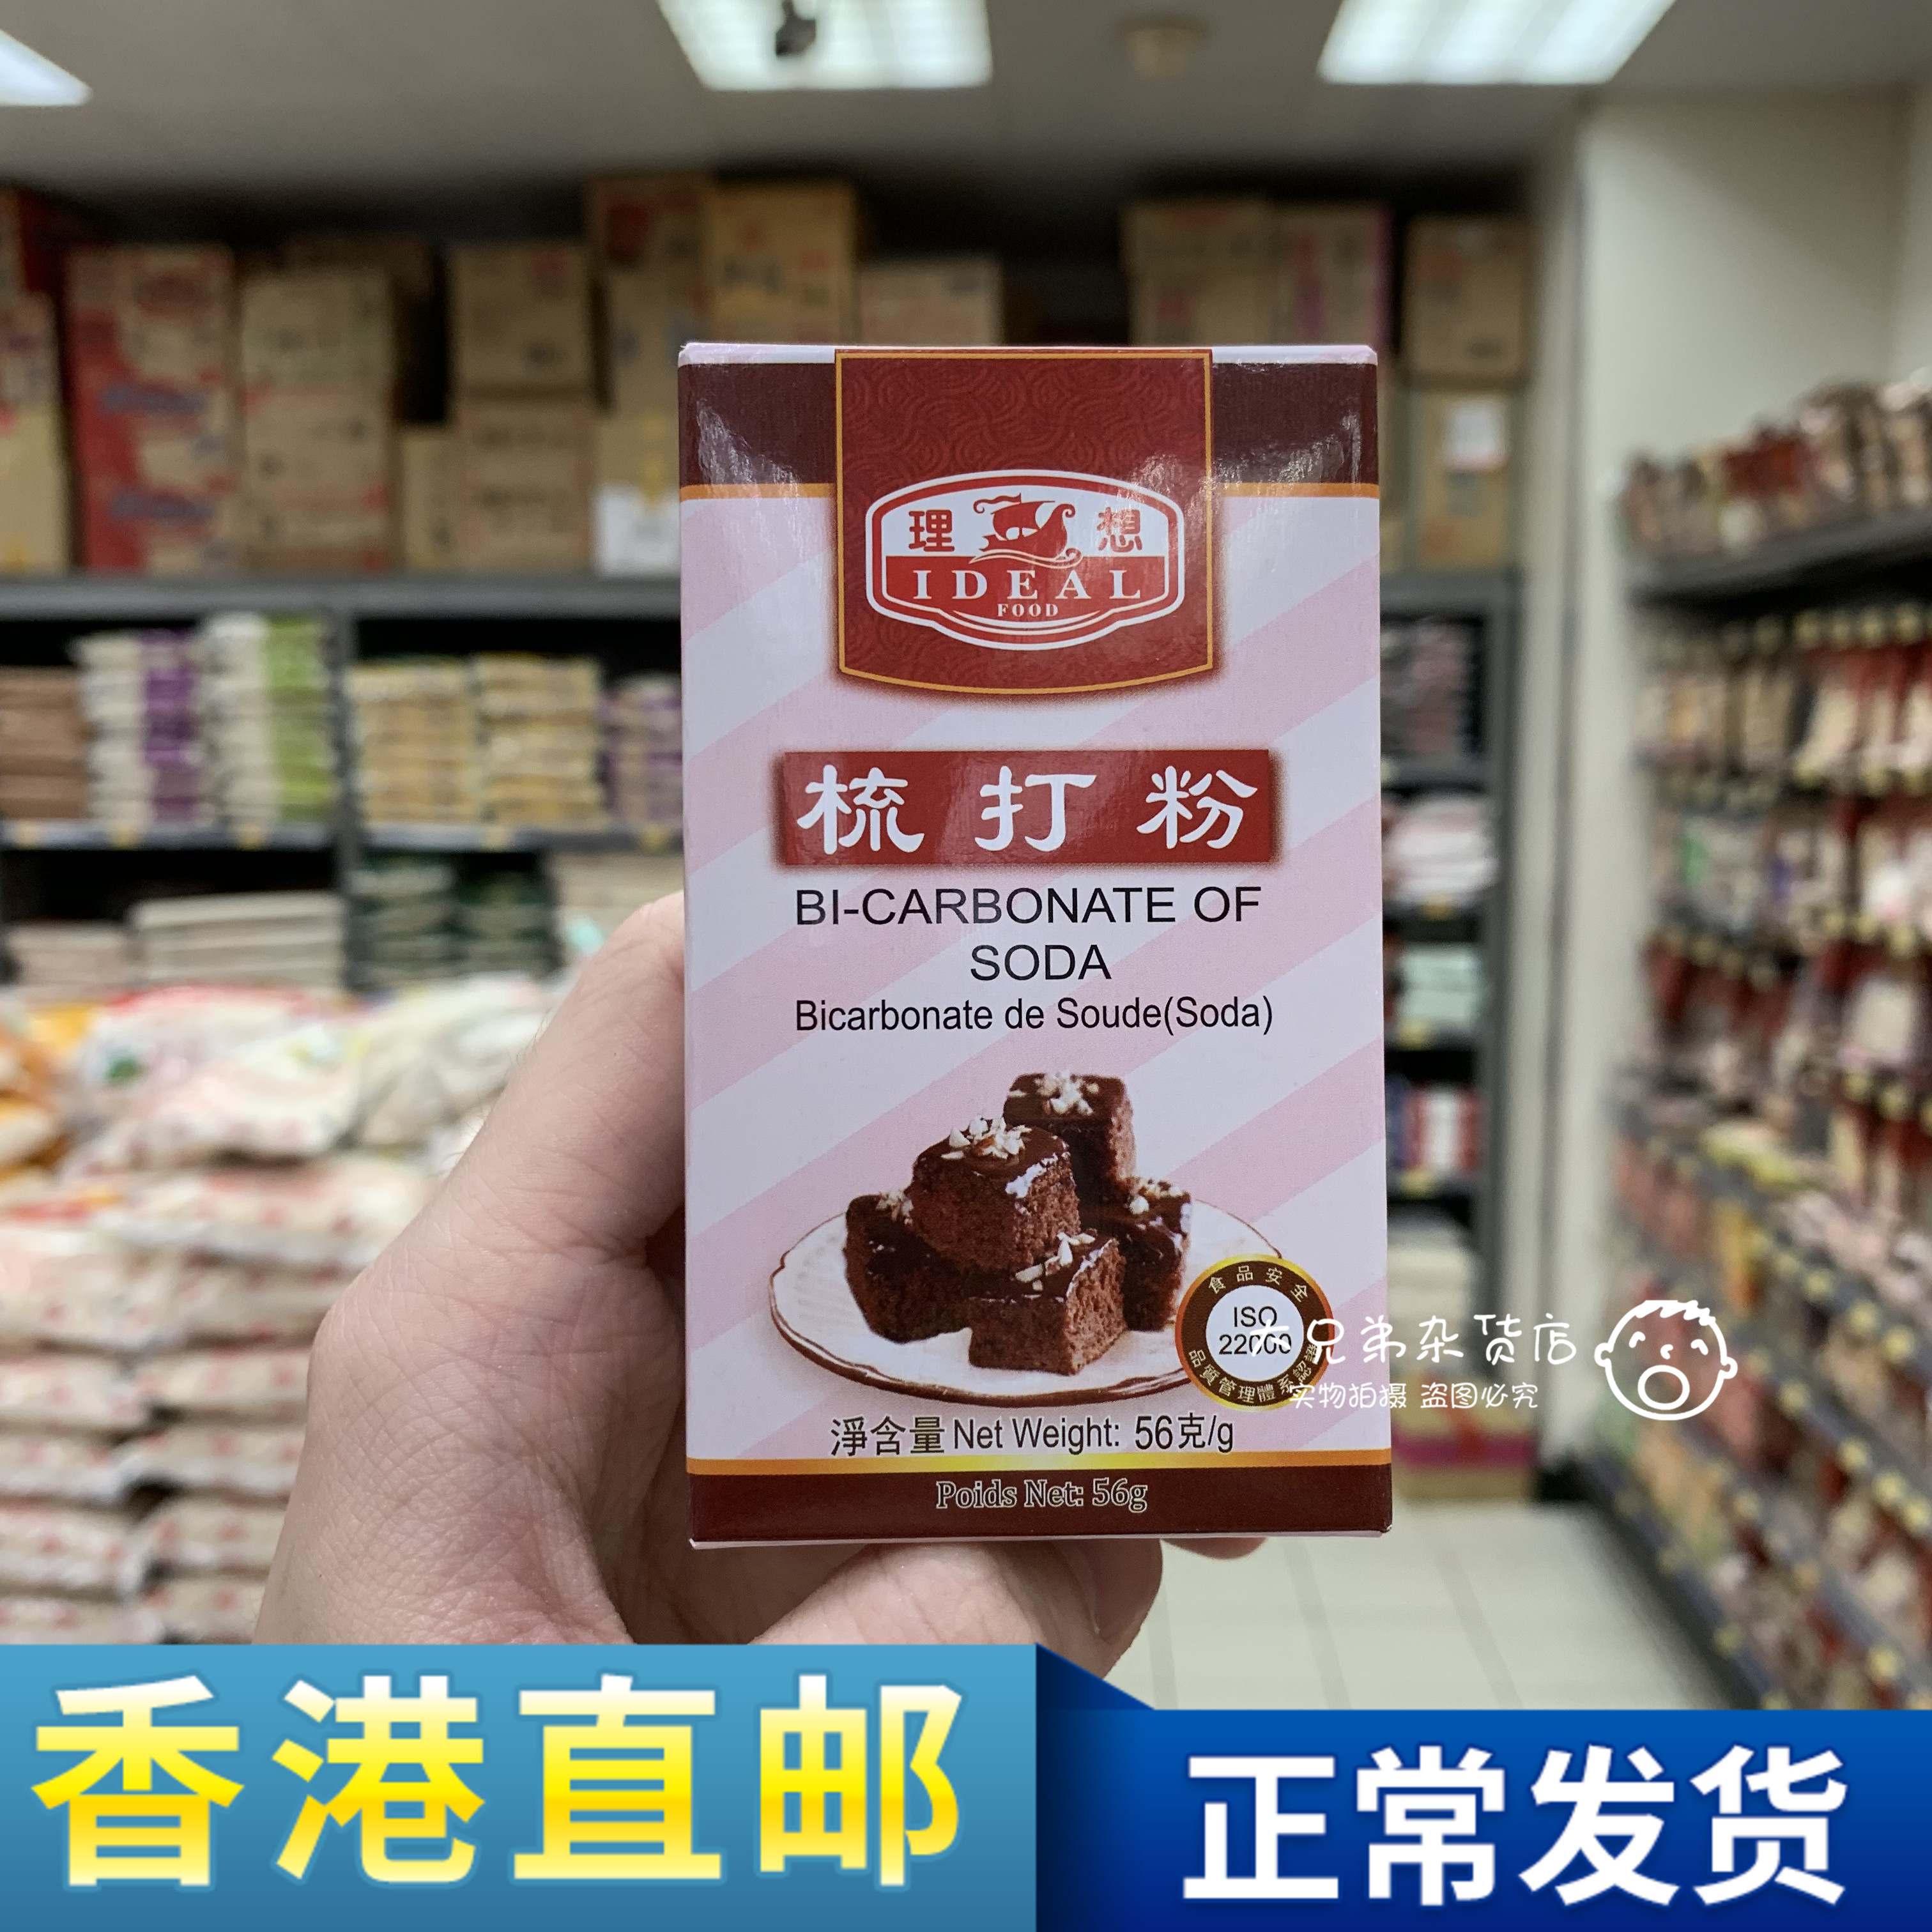 理 想
IDEAL
FOOD
梳打粉
BI-CARBONATE OF
SODA
Bicarbonate de Soude(Soda)
食品安全
ISO
22000
品質管理體系認證
兄弟杂货店
实物拍摄 盗图必究
淨含量 Net Weight: 56克/g
Poids Net: 56g
香港直邮
正常发货